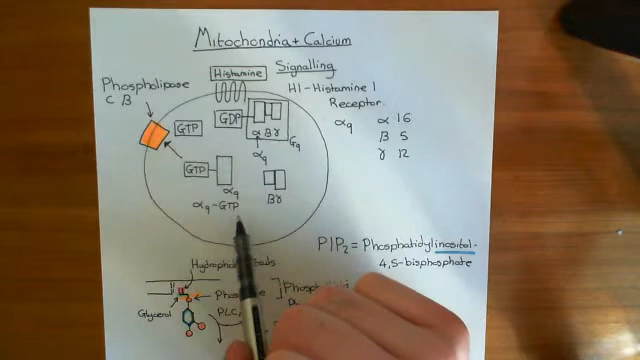 Mitochondria + Calcium
Signalling
Histamine
H1 - Histamine 1
Receptor
Phospholipase
C β
GTP
GDP
α β γ
Gq
αq
αq
α 16
β 5
γ 12
GTP
αq
αq - GTP
βγ
PIP2 = Phosphatidylinositol-
4,5-bisphosphate
Glycerol
PLC